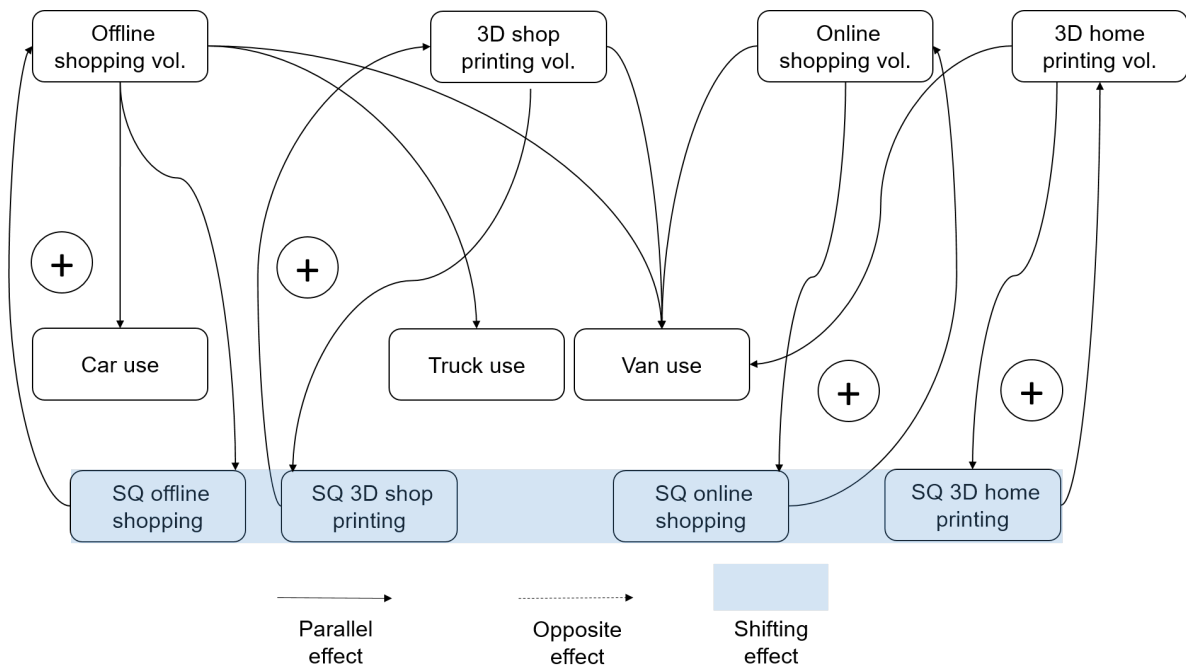 Offline
shopping vol.
3D shop
printing vol.
Online
shopping vol.
3D home
printing vol.
+
+
Car use
Truck use
Van use
+
+
SQ offline
shopping
SQ 3D shop
printing
SQ online
shopping
SQ 3D home
printing
Parallel
effect
Opposite
effect
Shifting
effect